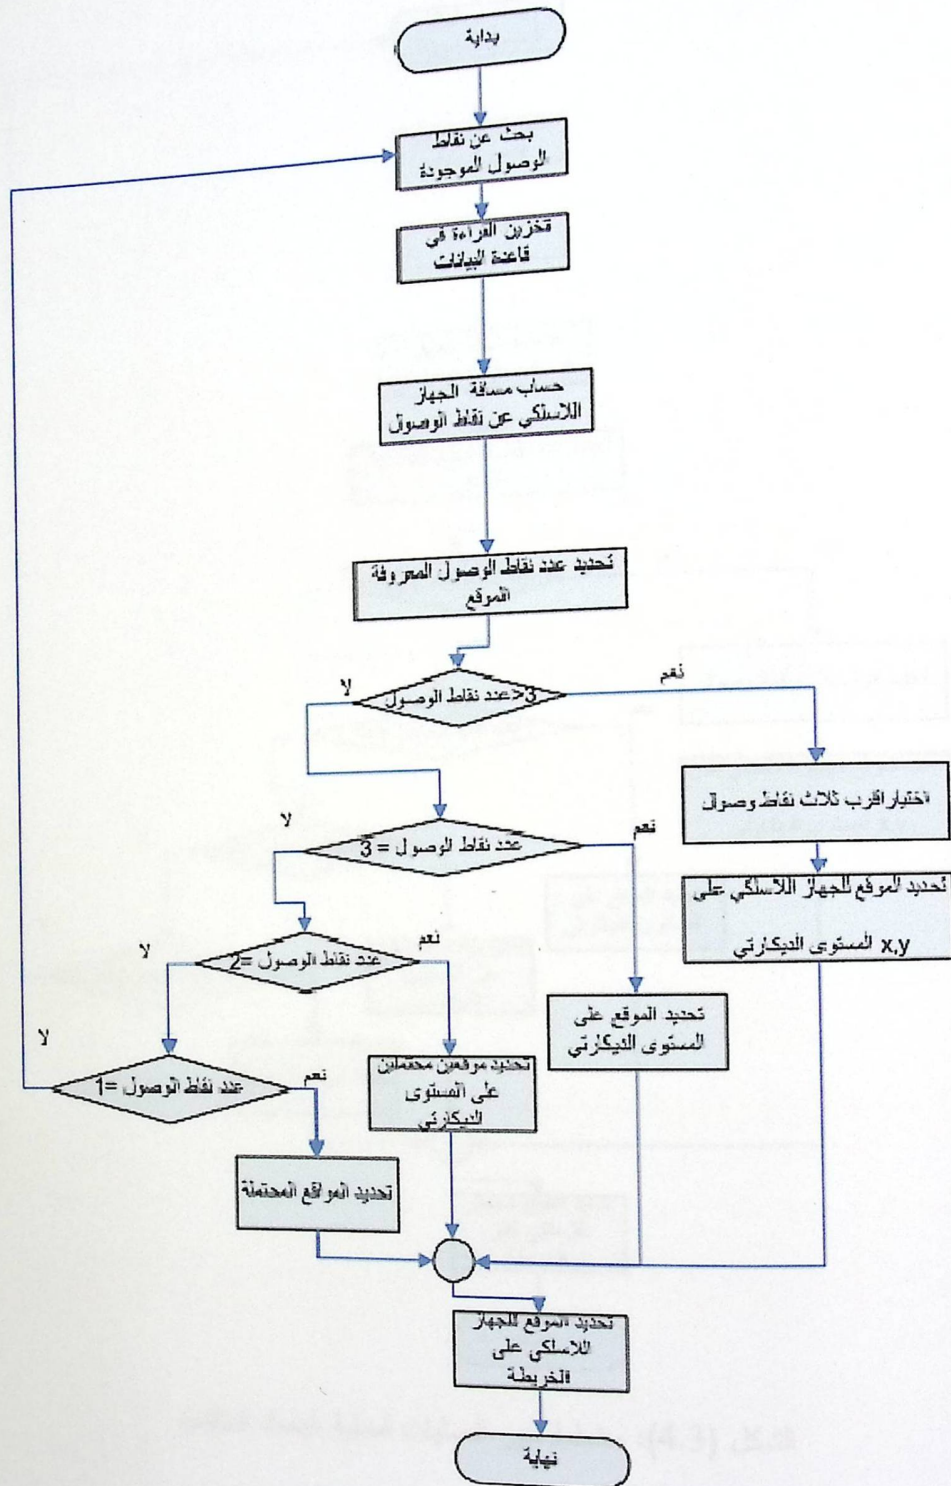 بداية
بحث عن نقاط
الوصول الموجودة
تخزين القراءة في
قاعدة البيانات
حساب مسافة الجهاز
اللاسلكي عن نقاط الوصول
تحديد عدد نقاط الوصول المعروفة
الموقع
عدد نقاط الوصول>3
نعم
لا
اختيار اقرب ثلاث نقاط وصول
تحديد الموقع للجهاز اللاسلكي على
المستوى الديكارتي x,y
عدد نقاط الوصول = 3
نعم
لا
تحديد الموقع على
المستوى الديكارتي
عدد نقاط الوصول =2
نعم
لا
تحديد موقعين محتملين
على المستوى
الديكارتي
عدد نقاط الوصول =1
نعم
لا
تحديد المواقع المحتملة
تحديد الموقع للجهاز
اللاسلكي على
الخريطة
نهاية